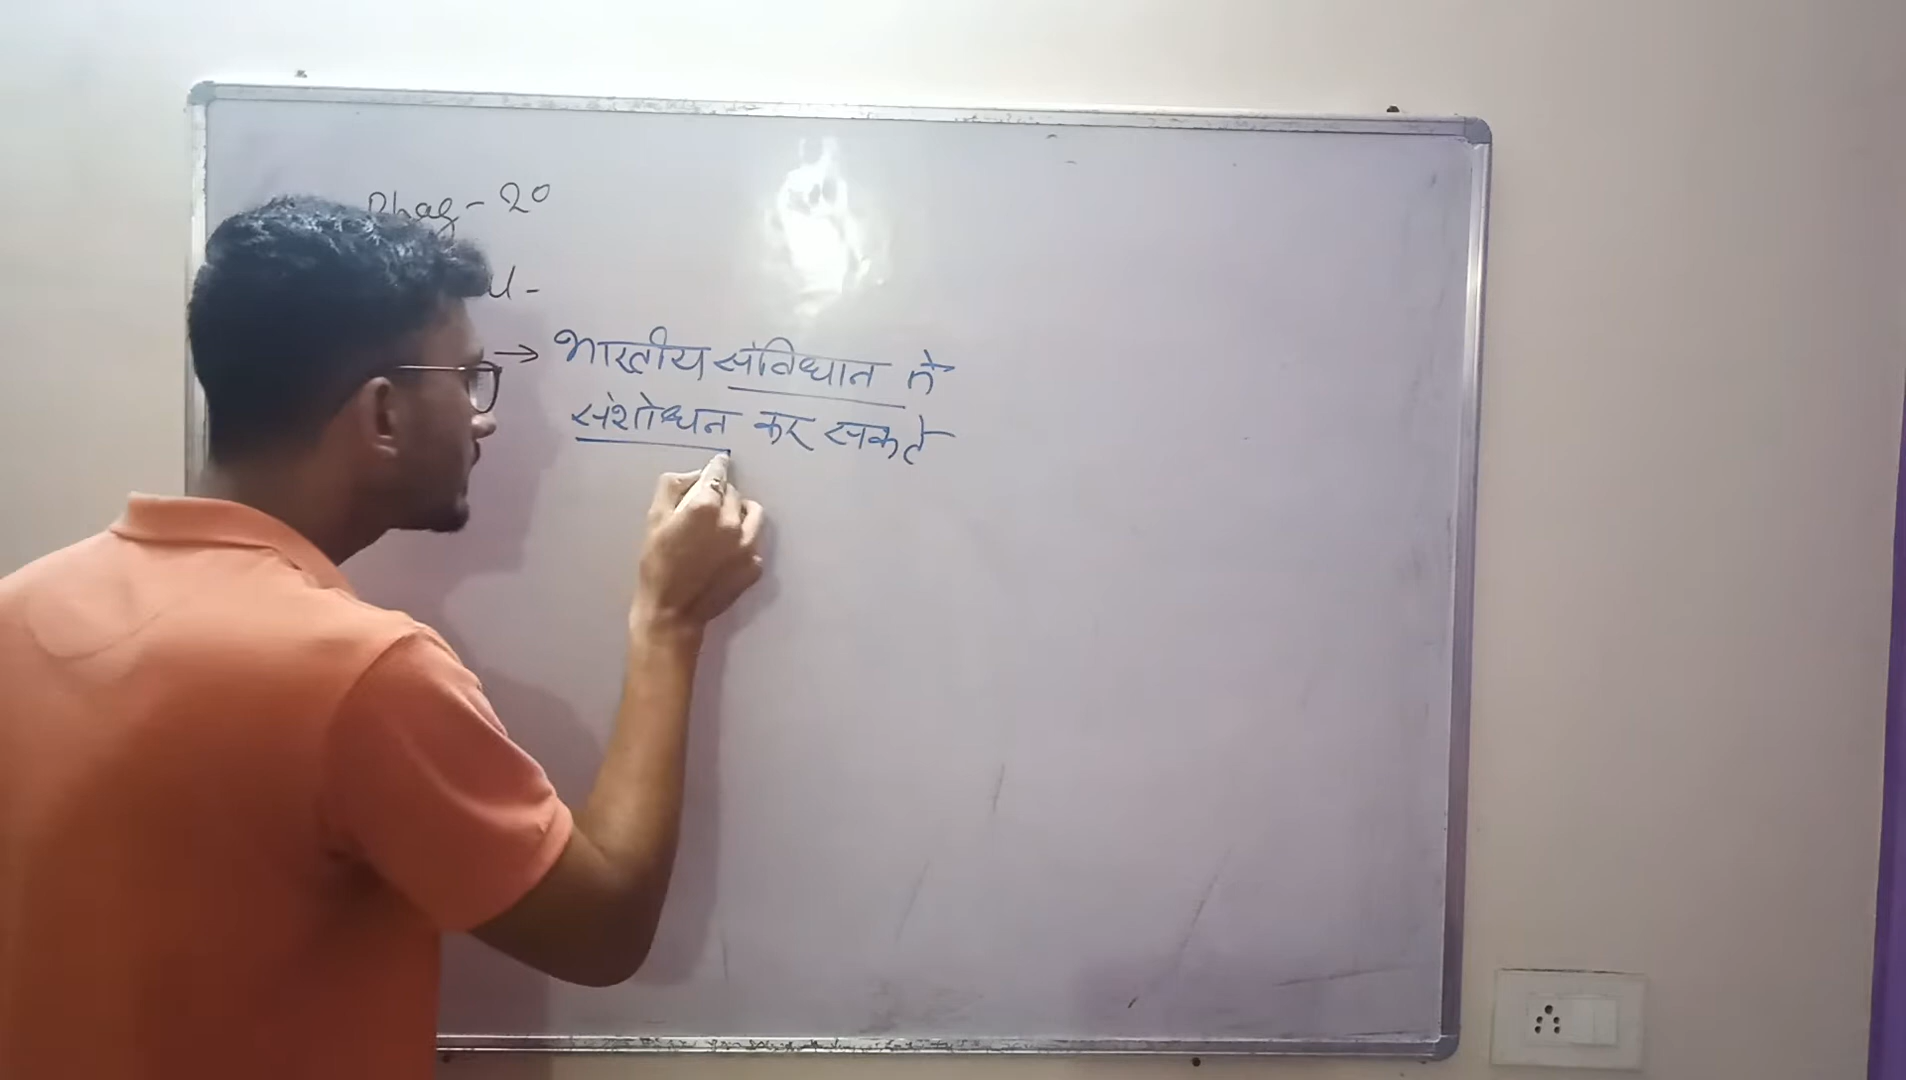 Bhag - 20
→ भारतीय संविधान मे
संशोधन कर सकते